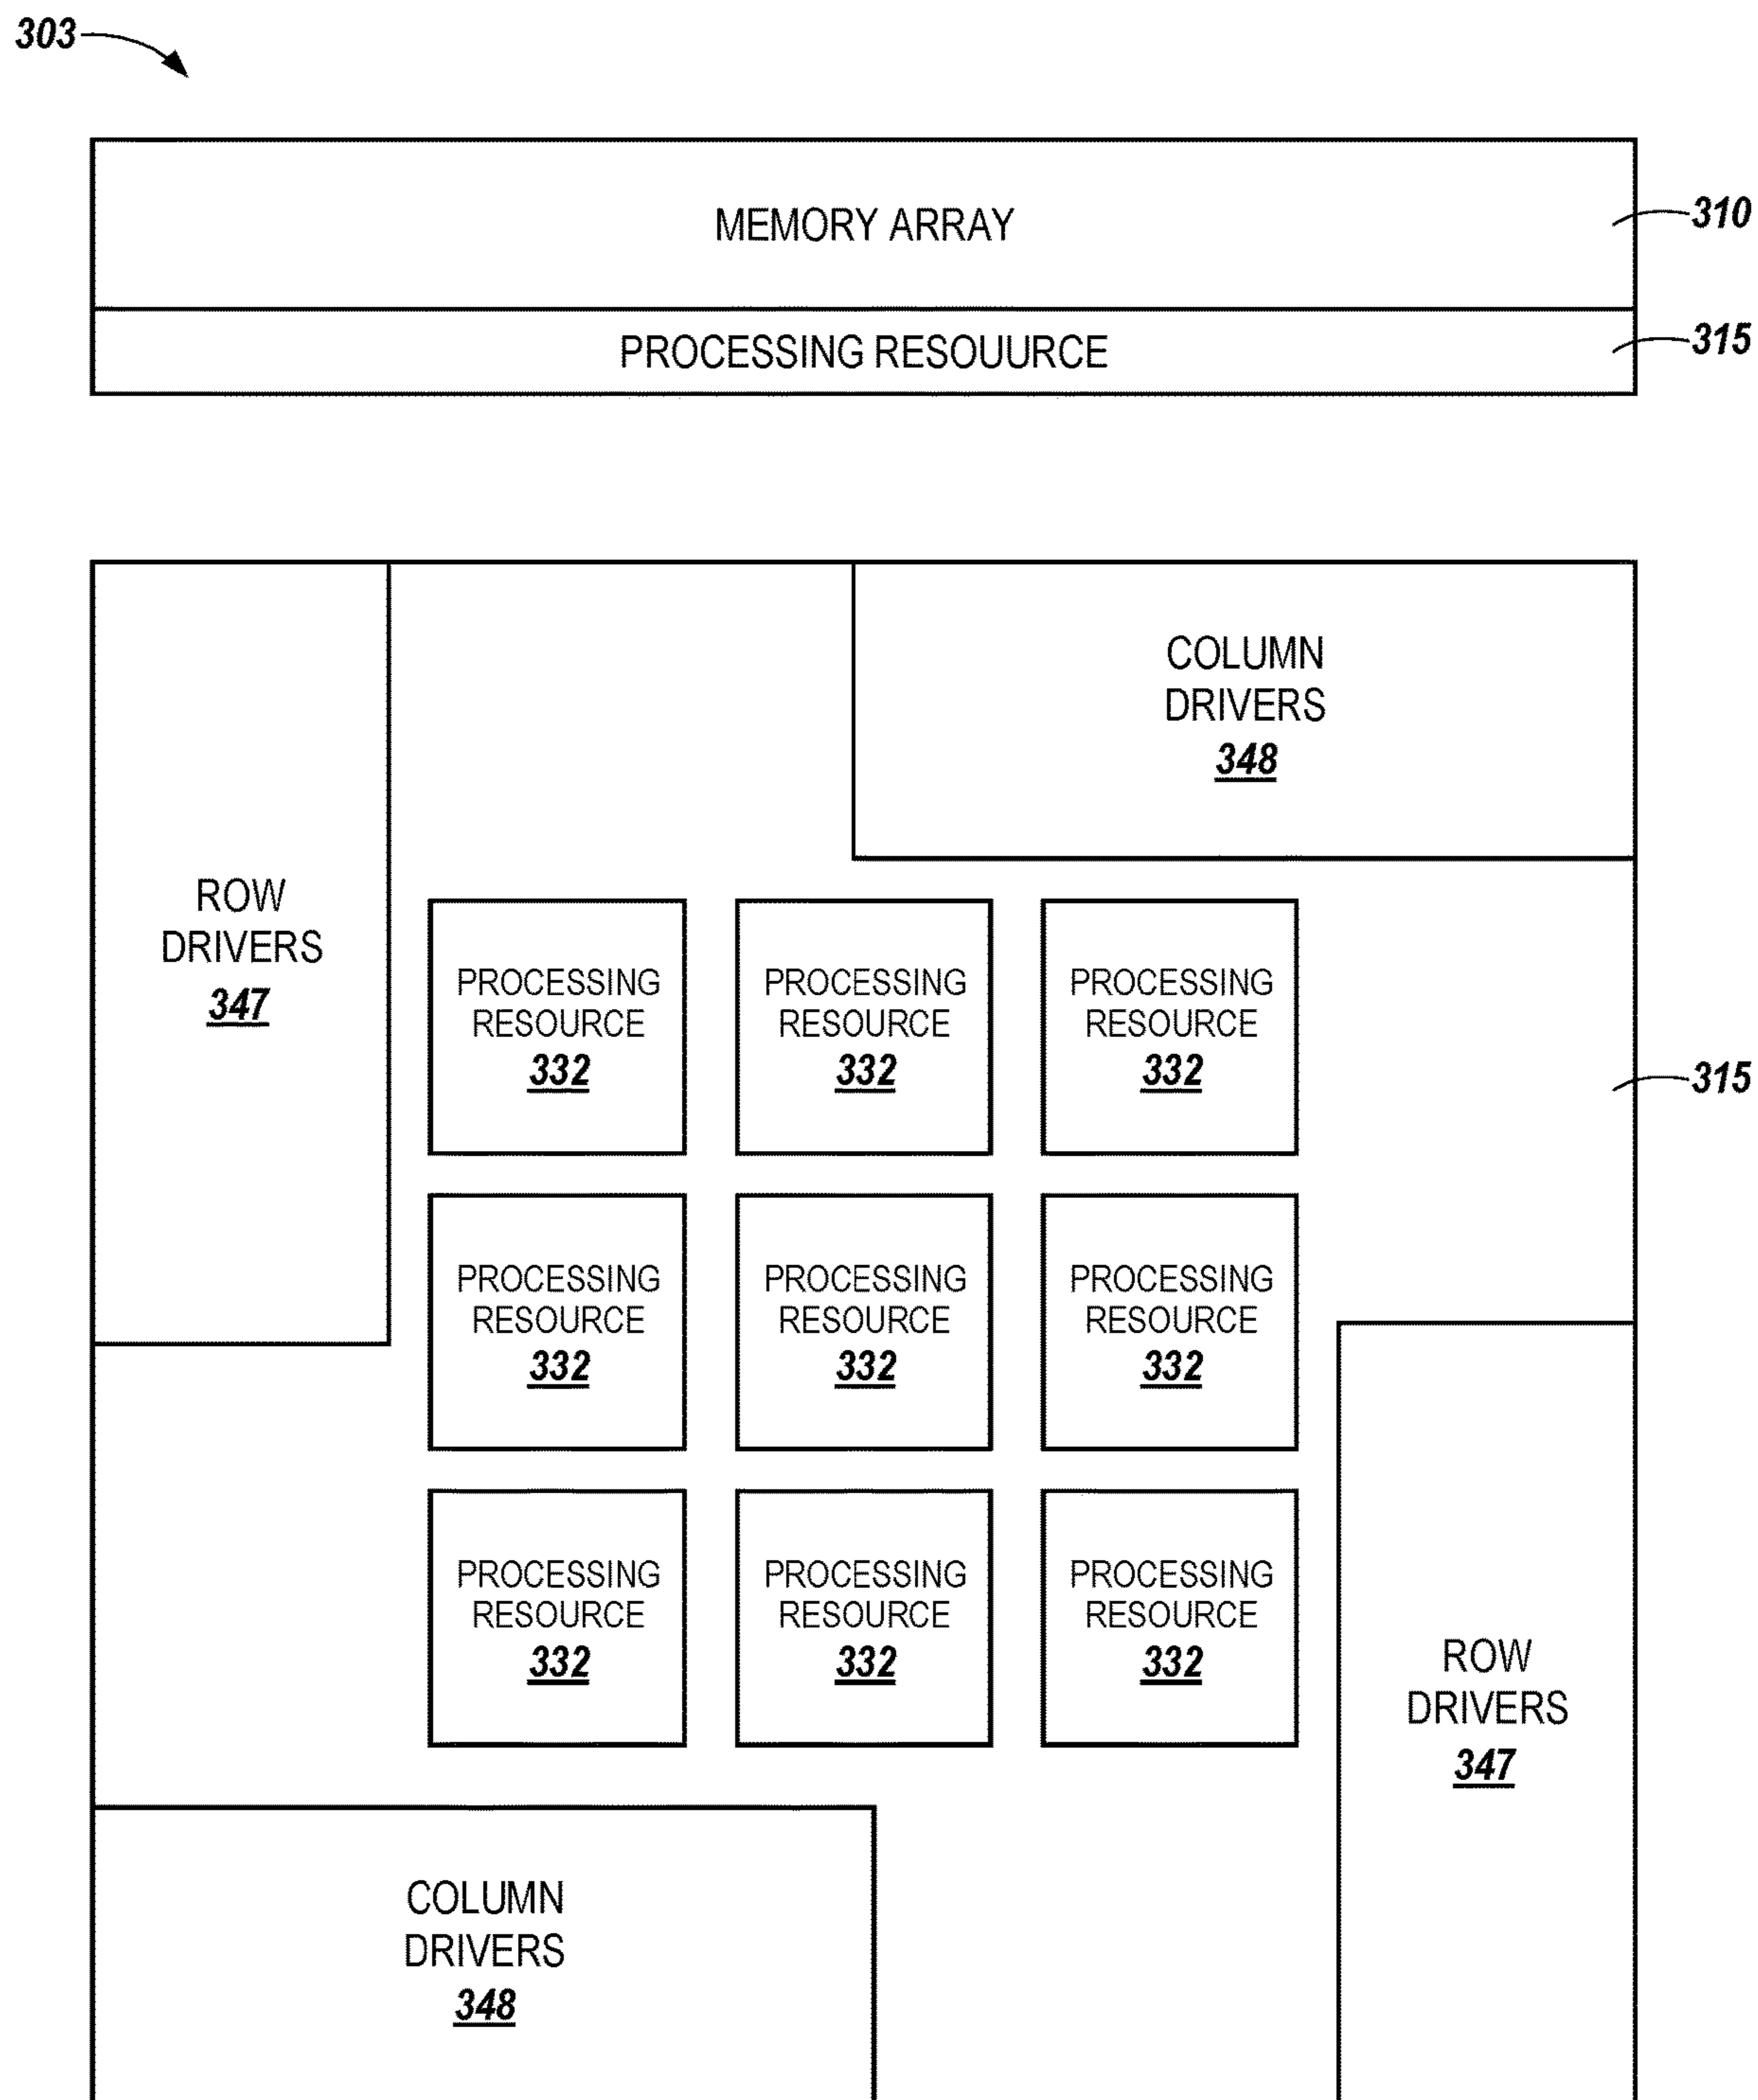 303
MEMORY ARRAY
310
PROCESSING RESOUURCE
315
COLUMN
DRIVERS
348
ROW
DRIVERS
347
PROCESSING
RESOURCE
332
PROCESSING
RESOURCE
332
PROCESSING
RESOURCE
332
315
PROCESSING
RESOURCE
332
PROCESSING
RESOURCE
332
PROCESSING
RESOURCE
332
PROCESSING
RESOURCE
332
PROCESSING
RESOURCE
332
PROCESSING
RESOURCE
332
ROW
DRIVERS
347
COLUMN
DRIVERS
348